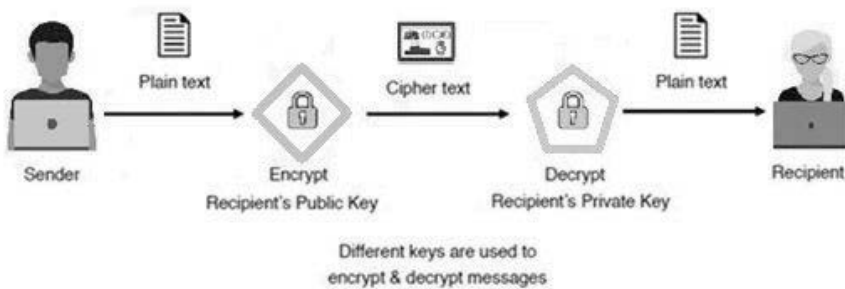 Plain text
Cipher text
Plain text
Sender
Encrypt
Decrypt
Recipient
Recipient's Public Key
Recipient's Private Key
Different keys are used to
encrypt & decrypt messages